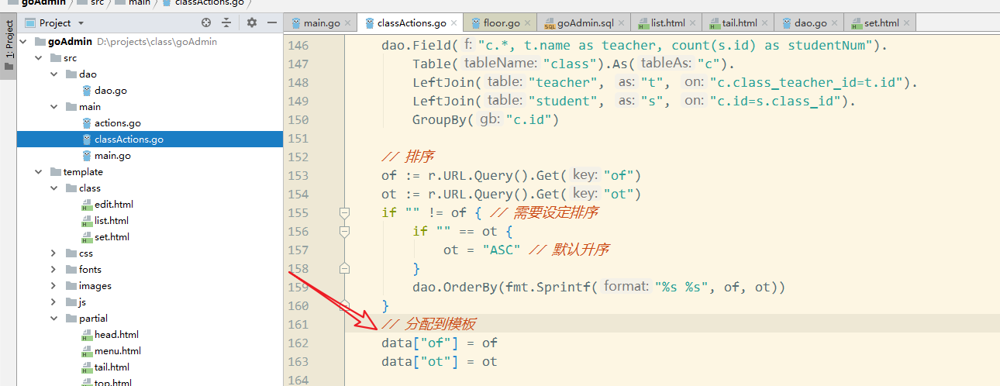 goAdmin src main classActions.go
Project
main.go classActions.go floor.go goAdmin.sql list.html tail.html dao.go set.html
1: Project
goAdmin D:\projects\class\goAdmin
src
dao
dao.go
main
actions.go
classActions.go
main.go
template
class
edit.html
list.html
set.html
css
fonts
images
js
partial
head.html
menu.html
tail.html
top.html
146 dao.Field( f: "c.*, t.name as teacher, count(s.id) as studentNum").
147 Table( tableName: "class").As( tableAs: "c").
148 LeftJoin( table: "teacher", as: "t", on: "c.class_teacher_id=t.id").
149 LeftJoin( table: "student", as: "s", on: "c.id=s.class_id").
150 GroupBy( gb: "c.id")
151
152 // 排序
153 of := r.URL.Query().Get( key: "of")
154 ot := r.URL.Query().Get( key: "ot")
155 if "" != of { // 需要设定排序
156 if "" == ot {
157 ot = "ASC" // 默认升序
158 }
159 dao.OrderBy(fmt.Sprintf( format: "%s %s", of, ot))
160 }
161 // 分配到模板
162 data["of"] = of
163 data["ot"] = ot
164